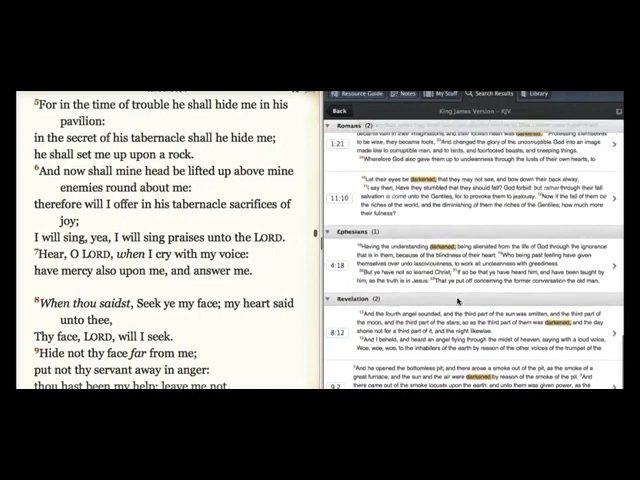 5For in the time of trouble he shall hide me in his
pavilion:
in the secret of his tabernacle shall he hide me;
he shall set me up upon a rock.
6And now shall mine head be lifted up above mine
enemies round about me:
therefore will I offer in his tabernacle sacrifices of
joy;
I will sing, yea, I will sing praises unto the LORD.
7Hear, O LORD, when I cry with my voice:
have mercy also upon me, and answer me.
8When thou saidst, Seek ye my face; my heart said
unto thee,
Thy face, LORD, will I seek.
9Hide not thy face far from me;
put not thy servant away in anger:
thou hast been my help; leave me not,
Resource Guide Notes My Stuff Search Results Library
Back King James Version – KJV
Romans (2)
became vain in their imaginations, and their foolish heart was darkened. Professing themselves
1:21 to be wise, they became fools, And changed the glory of the uncorruptible God into an image
made like to corruptible man, and to birds, and fourfooted beasts, and creeping things.
24Wherefore God also gave them up to uncleanness through the lusts of their own hearts, to
10Let their eyes be darkened, that they may not see, and bow down their back alway.
11I say then, Have they stumbled that they should fall? God forbid: but rather through their fall
11:10 salvation is come unto the Gentiles, for to provoke them to jealousy. 12Now if the fall of them be
the riches of the world, and the diminishing of them the riches of the Gentiles; how much more
their fulness?
Ephesians (1)
18Having the understanding darkened, being alienated from the life of God through the ignorance
that is in them, because of the blindness of their heart: 19Who being past feeling have given
4:18 themselves over unto lasciviousness, to work all uncleanness with greediness.
20But ye have not so learned Christ; 21If so be that ye have heard him, and have been taught by
him, as the truth is in Jesus: 22That ye put off concerning the former conversation the old man,
Revelation (2)
12And the fourth angel sounded, and the third part of the sun was smitten, and the third part of
the moon, and the third part of the stars; so as the third part of them was darkened, and the day
8:12 shone not for a third part of it, and the night likewise.
13And I beheld, and heard an angel flying through the midst of heaven, saying with a loud voice,
Woe, woe, woe, to the inhabiters of the earth by reason of the other voices of the trumpet of the
And he opened the bottomless pit; and there arose a smoke out of the pit, as the smoke of a
great furnace; and the sun and the air were darkened by reason of the smoke of the pit. 3And
9:2 there came out of the smoke locusts upon the earth: and unto them was given power, as the